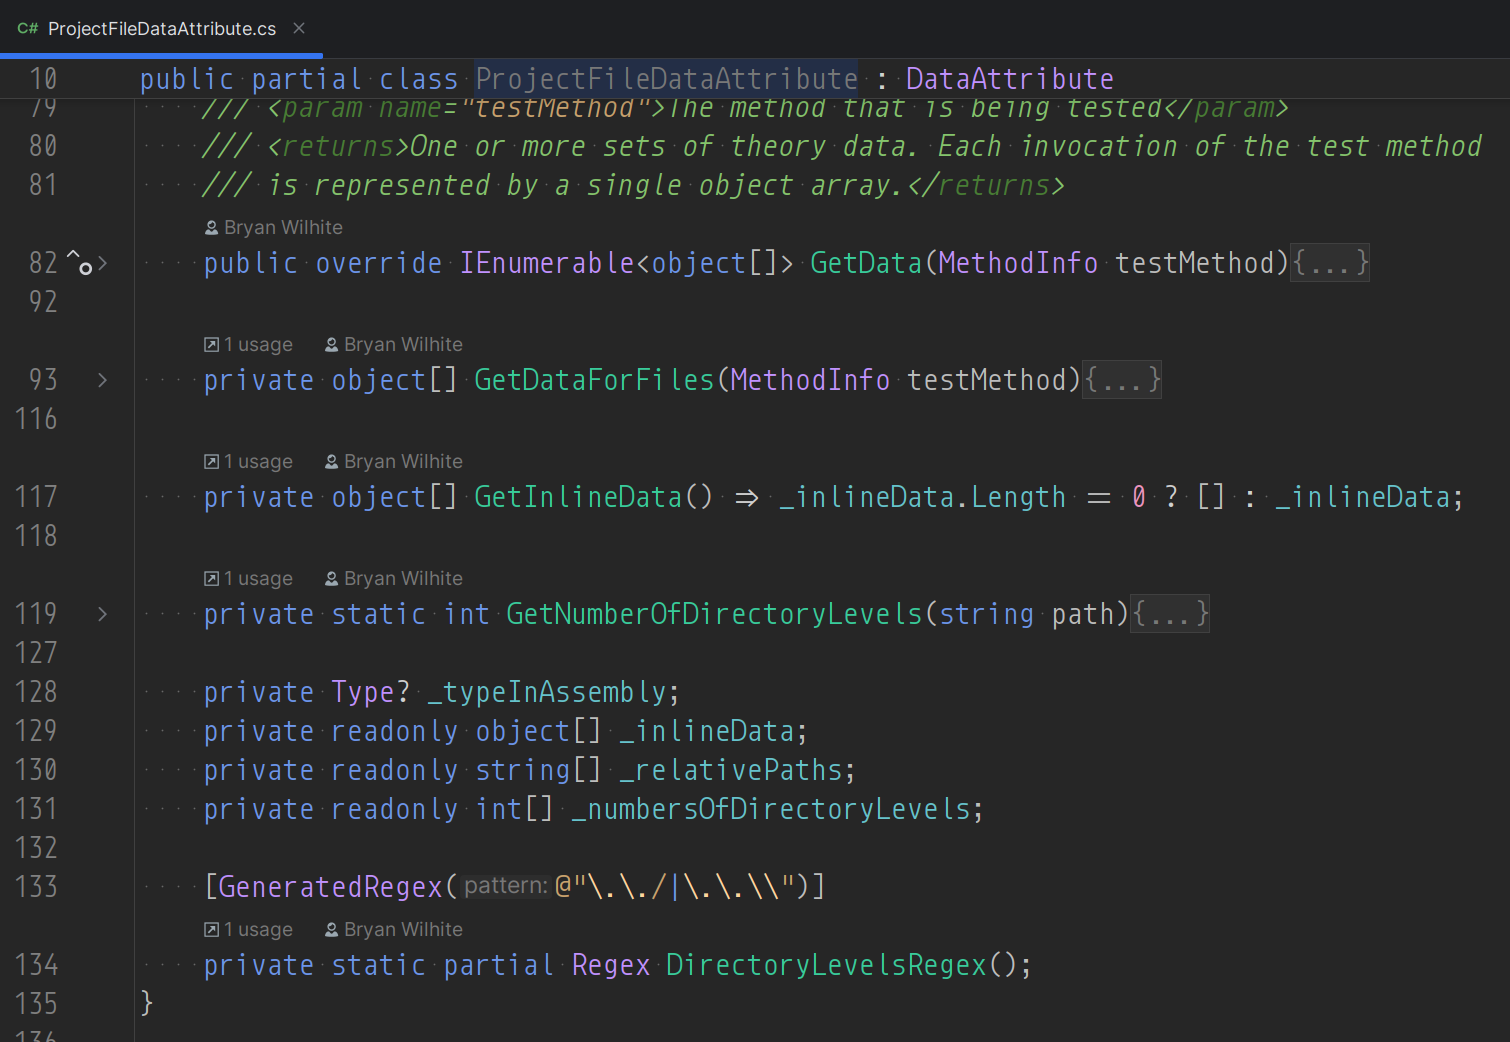 C# ProjectFileDataAttribute.cs ×
10 public partial class ProjectFileDataAttribute : DataAttribute
79 /// <param name="testMethod">The method that is being tested</param>
80 /// <returns>One or more sets of theory data. Each invocation of the test method
81 /// is represented by a single object array.</returns>
Bryan Wilhite
82 public override IEnumerable<object[]> GetData(MethodInfo testMethod){...}
92
1 usage Bryan Wilhite
93 private object[] GetDataForFiles(MethodInfo testMethod){...}
116
1 usage Bryan Wilhite
117 private object[] GetInlineData() => _inlineData.Length == 0 ? [] : _inlineData;
118
1 usage Bryan Wilhite
119 private static int GetNumberOfDirectoryLevels(string path){...}
127
128 private Type? _typeInAssembly;
129 private readonly object[] _inlineData;
130 private readonly string[] _relativePaths;
131 private readonly int[] _numbersOfDirectoryLevels;
132
133 [GeneratedRegex(pattern:@"\.\./|\.\.\\")]
1 usage Bryan Wilhite
134 private static partial Regex DirectoryLevelsRegex();
135 }
136